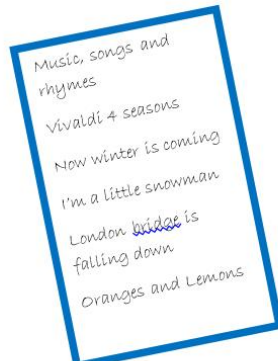 Music, songs and
rhymes
Vivaldi 4 seasons
Now winter is coming
I'm a little snowman
London bridge is
falling down
Oranges and Lemons